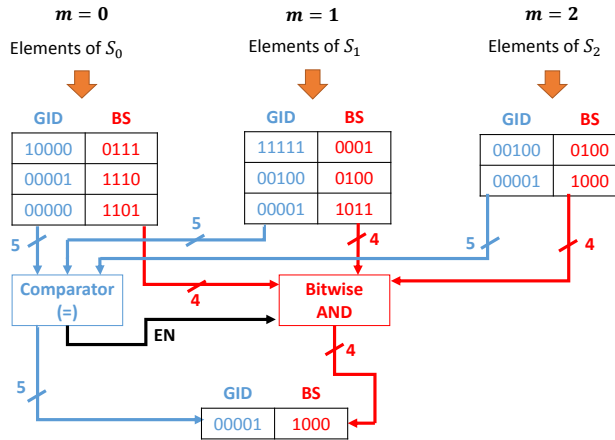 m = 0 m = 1 m = 2
Elements of S₀ Elements of S₁ Elements of S₂
GID BS GID BS GID BS
10000 0111 11111 0001 00100 0100
00001 1110 00100 0100 00001 1000
00000 1101 00001 1011
5 5 4 5 4
Comparator (=)
4
Bitwise AND
EN
4
5
GID BS
00001 1000